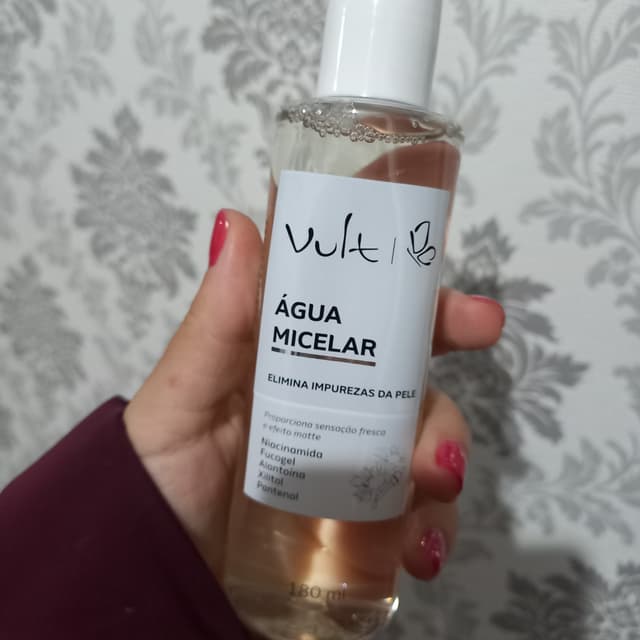 Vult
ÁGUA
MICELAR
ELIMINA IMPUREZAS DA PELE
Proporciona sensação fresca
e efeito matte
Niacinamida
Fucogel
Alantoína
Xilitol
Pantenol
180 ml